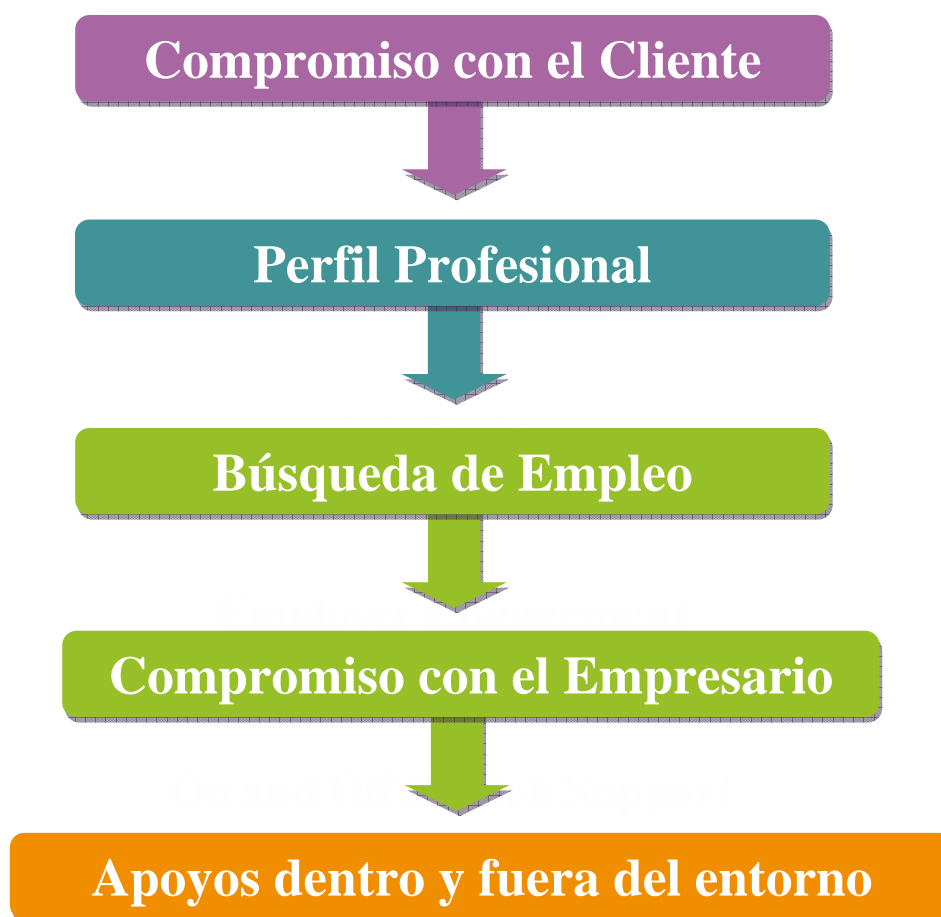 Compromiso con el Cliente
Perfil Profesional
Búsqueda de Empleo
Compromiso con el Empresario
Apoyos dentro y fuera del entorno